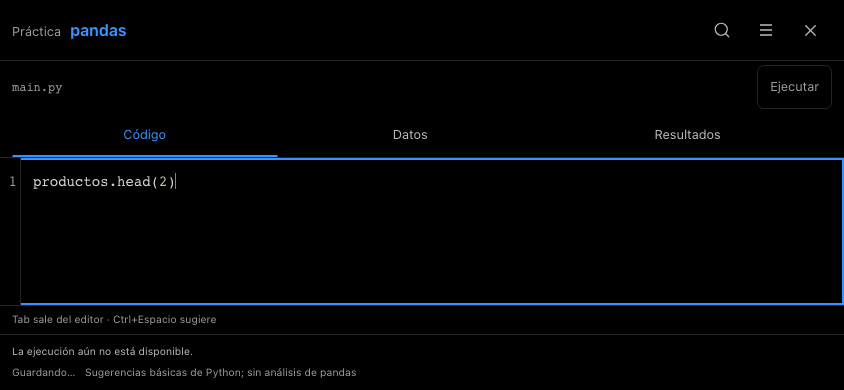 Práctica pandas
main.py
Ejecutar
Código Datos Resultados
1 productos.head(2)
Tab sale del editor · Ctrl+Espacio sugiere
La ejecución aún no está disponible.
Guardando... Sugerencias básicas de Python; sin análisis de pandas